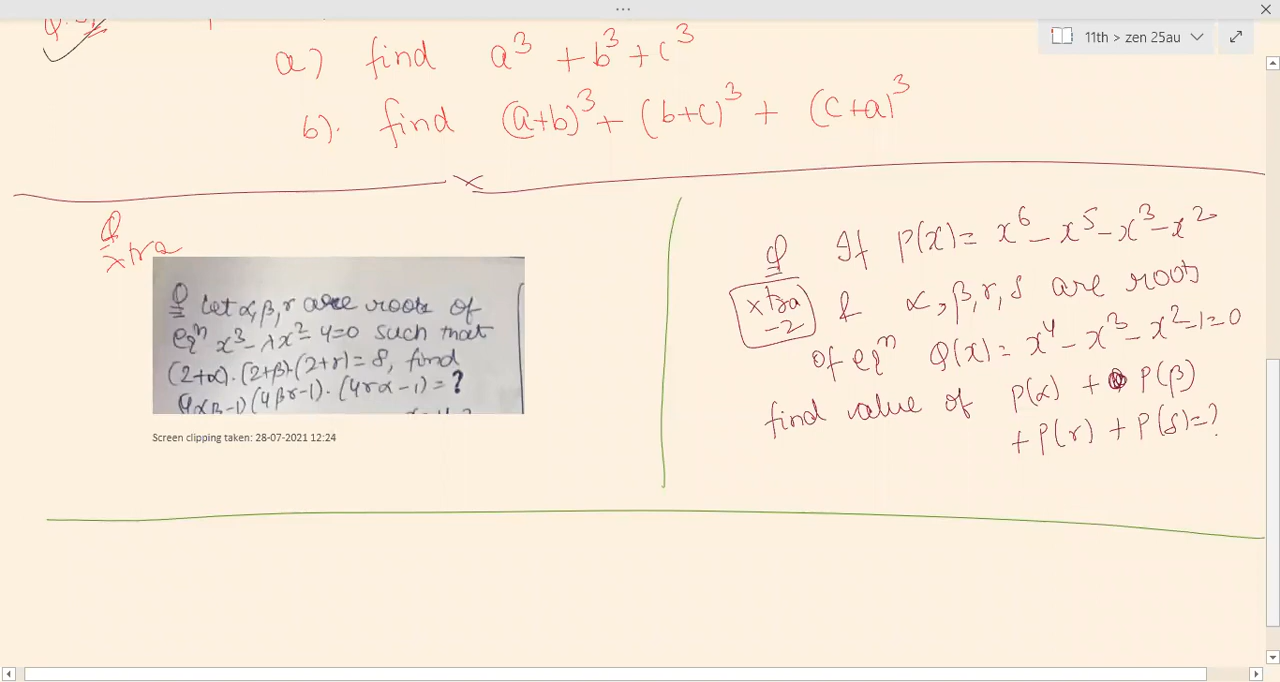 11th > zen 25au
a) find a³ + b³ + c³
b). find (a+b)³ + (b+c)³ + (c+a)³
Q
xtra
Q Let α, β, r are roots of
eqⁿ x³ - λx² - 4 = 0 such that
(2+α).(2+β).(2+r) = 8, find
(4αβ-1)(4βr-1).(4rα-1) = ?
Screen clipping taken: 28-07-2021 12:24
Q If P(x) = x⁶ - x⁵ - x³ - x²
xtra
-2
& α, β, r, δ are roots
of eqⁿ Q(x) = x⁴ - x³ - x² - 1 = 0
find value of P(α) + P(β)
+ P(r) + P(δ) = ?